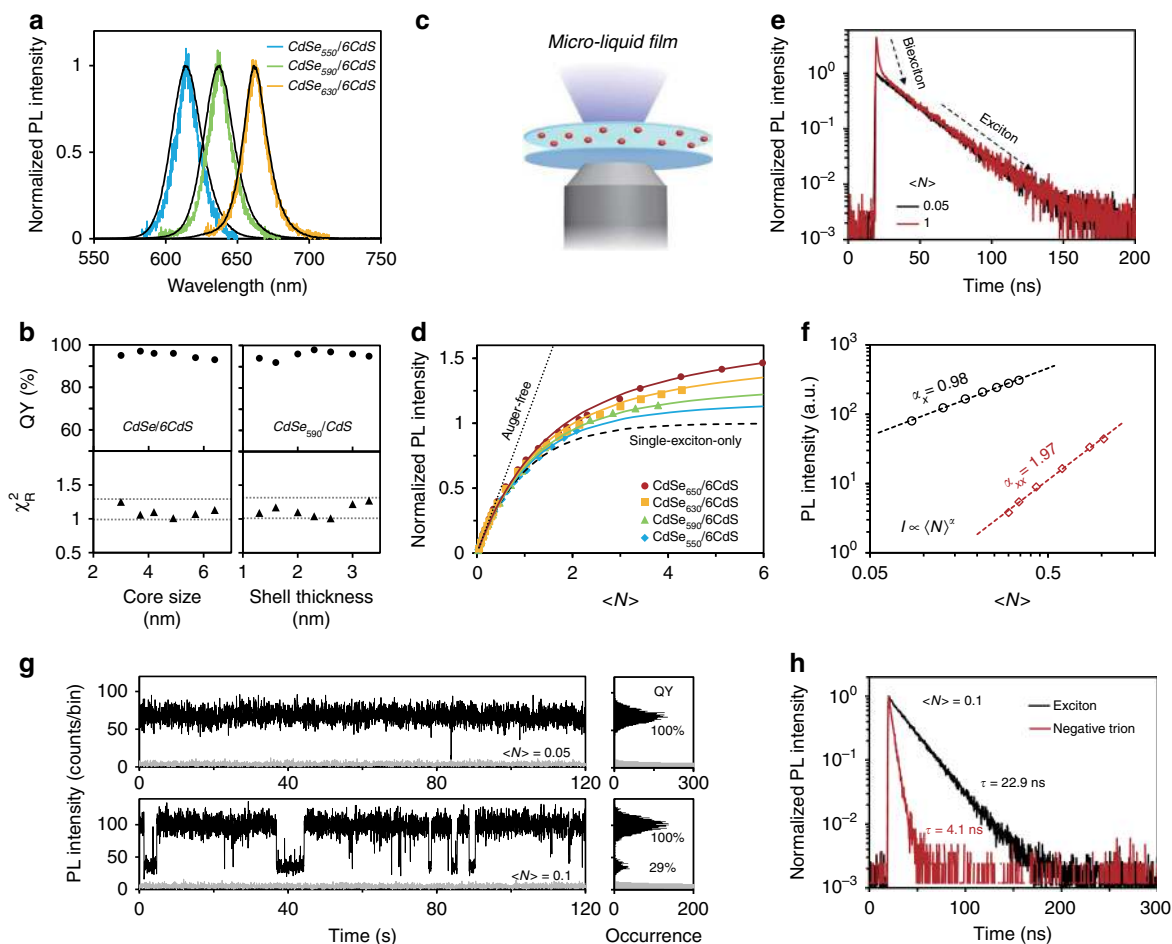 a
Normalized PL intensity
1
0.5
0
CdSe550/6CdS
CdSe590/6CdS
CdSe630/6CdS
550 600 650 700 750
Wavelength (nm)
b
QY (%)
100
80
60
40
CdSe/6CdS
CdSe590/CdS
χ²R
1.5
1
0.5
2 4 6
1 2 3
Core size (nm)
Shell thickness (nm)
c
Micro-liquid film
d
Normalized PL intensity
1.5
1
0.5
0
Auger-free
Single-exciton-only
CdSe650/6CdS
CdSe630/6CdS
CdSe590/6CdS
CdSe550/6CdS
0 2 4 6
<N>
e
Normalized PL intensity
10⁰
10⁻¹
10⁻²
10⁻³
Biexciton
Exciton
<N>
0.05
1
0 50 100 150 200
Time (ns)
f
PL intensity (a.u.)
10³
10²
10¹
10⁰
αx = 0.98
αxx = 1.97
I ∝ ⟨N⟩^α
0.05 0.5
<N>
g
PL intensity (counts/bin)
100
50
0
<N> = 0.05
QY
100%
0 40 80 120
0 150 300
100
50
0
<N> = 0.1
100%
29%
0 40 80 120
0 100 200
Time (s)
Occurrence
h
Normalized PL intensity
10⁰
10⁻¹
10⁻²
10⁻³
<N> = 0.1
Exciton
Negative trion
τ = 22.9 ns
τ = 4.1 ns
0 100 200 300
Time (ns)